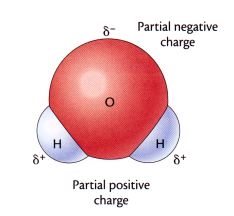 δ⁻
Partial negative
charge
O
H
H
δ⁺
δ⁺
Partial positive
charge